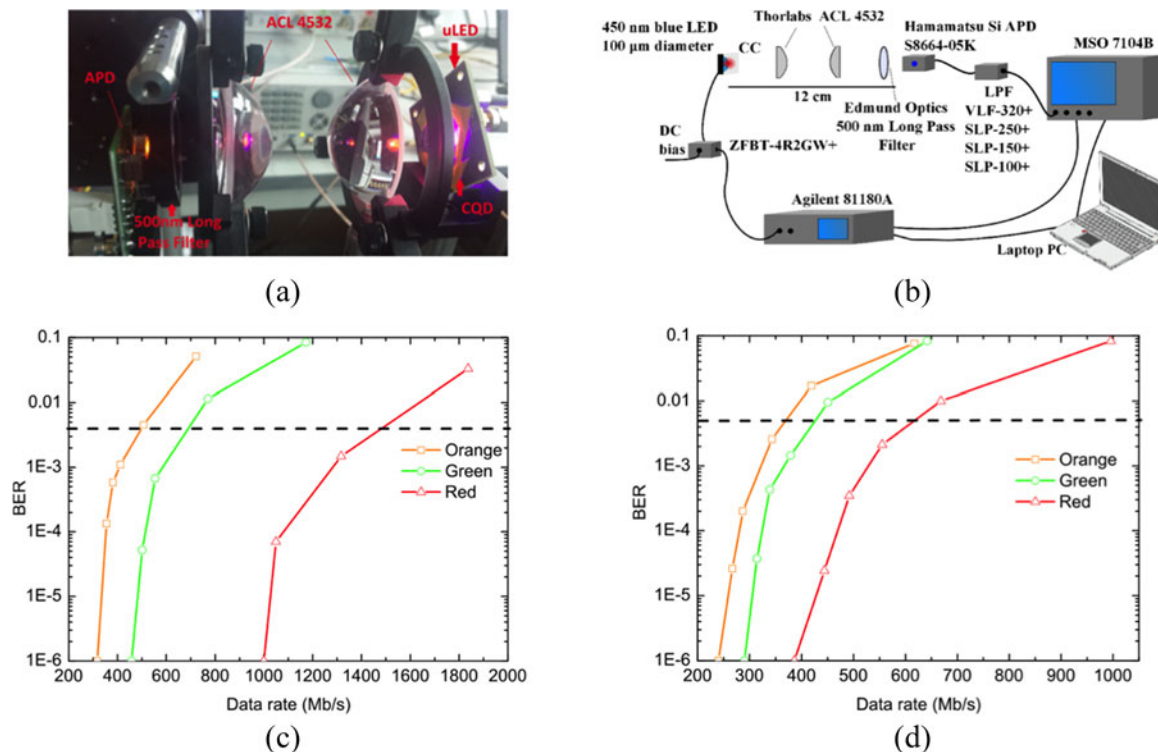 ACL 4532
uLED
APD
500nm Long
Pass Filter
CQD
(a)
450 nm blue LED
100 μm diameter
CC
Thorlabs ACL 4532
Hamamatsu Si APD
S8664-05K
MSO 7104B
12 cm
Edmund Optics
500 nm Long Pass
Filter
LPF
VLF-320+
SLP-250+
SLP-150+
SLP-100+
DC
bias
ZFBT-4R2GW+
Agilent 81180A
Laptop PC
(b)
0.1
0.01
1E-3
1E-4
1E-5
1E-6
BER
Orange
Green
Red
200 400 600 800 1000 1200 1400 1600 1800 2000
Data rate (Mb/s)
(c)
0.1
0.01
1E-3
1E-4
1E-5
1E-6
BER
Orange
Green
Red
200 300 400 500 600 700 800 900 1000
Data rate (Mb/s)
(d)